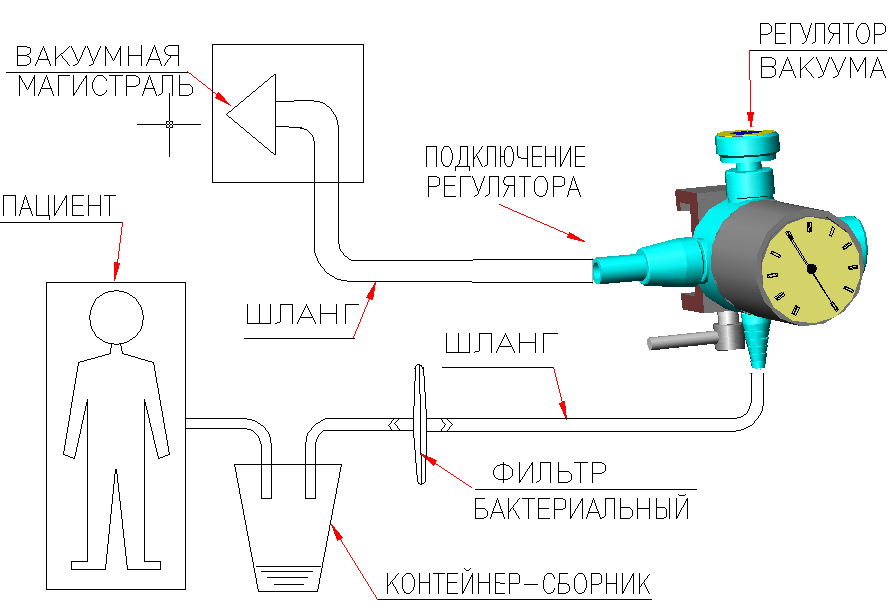 ВАКУУМНАЯ
МАГИСТРАЛЬ
РЕГУЛЯТОР
ВАКУУМА
ПОДКЛЮЧЕНИЕ
РЕГУЛЯТОРА
ПАЦИЕНТ
ШЛАНГ
ШЛАНГ
ФИЛЬТР
БАКТЕРИАЛЬНЫЙ
КОНТЕЙНЕР-СБОРНИК